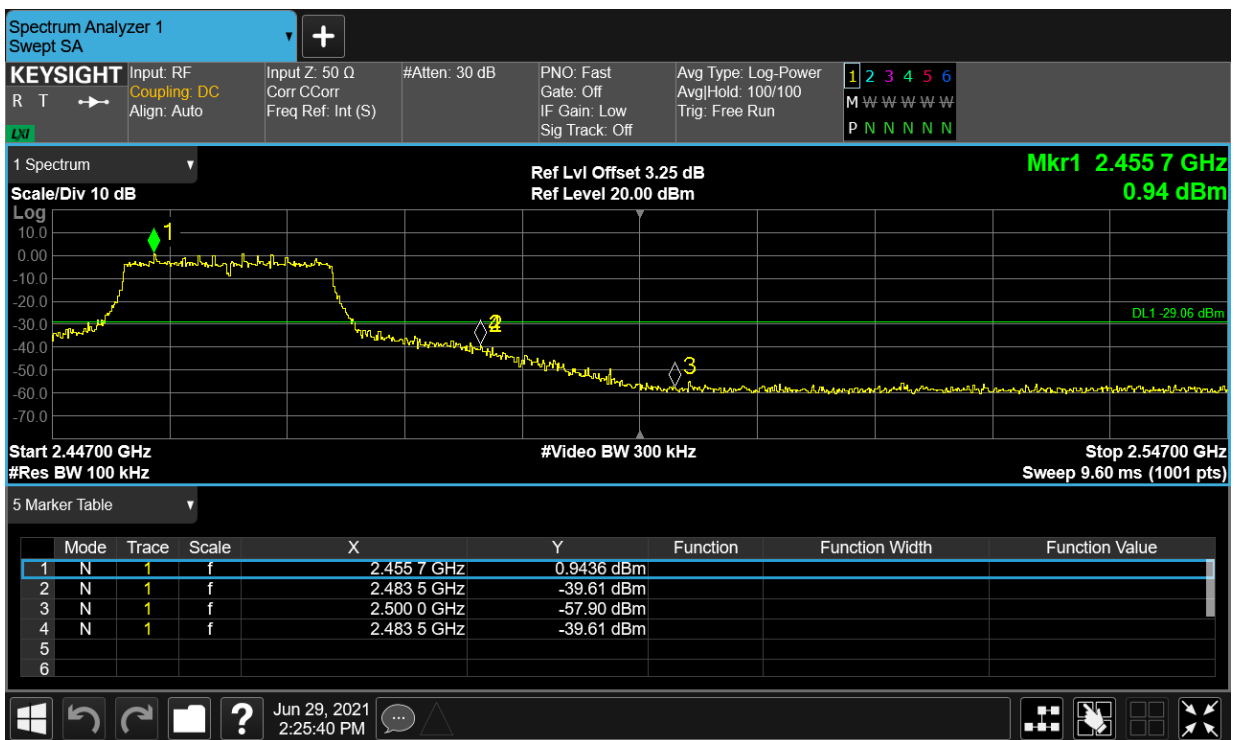 Spectrum Analyzer 1
Swept SA
+
KEYSIGHT Input: RF Input Z: 50 Ω #Atten: 30 dB PNO: Fast Avg Type: Log-Power 1 2 3 4 5 6
R T Coupling: DC Corr CCorr Gate: Off Avg|Hold: 100/100 M W W W W W
Align: Auto Freq Ref: Int (S) IF Gain: Low Trig: Free Run
LXI Sig Track: Off P N N N N N
1 Spectrum Ref Lvl Offset 3.25 dB Mkr1 2.455 7 GHz
Scale/Div 10 dB Ref Level 20.00 dBm 0.94 dBm
Log
10.0
1
0.00
-10.0
-20.0
DL1 -29.06 dBm
-30.0
-40.0
-50.0
3
-60.0
-70.0
Start 2.44700 GHz #Video BW 300 kHz Stop 2.54700 GHz
#Res BW 100 kHz Sweep 9.60 ms (1001 pts)
5 Marker Table
Mode Trace Scale X Y Function Function Width Function Value
1 N 1 f 2.455 7 GHz 0.9436 dBm
2 N 1 f 2.483 5 GHz -39.61 dBm
3 N 1 f 2.500 0 GHz -57.90 dBm
4 N 1 f 2.483 5 GHz -39.61 dBm
5
6
? Jun 29, 2021
2:25:40 PM